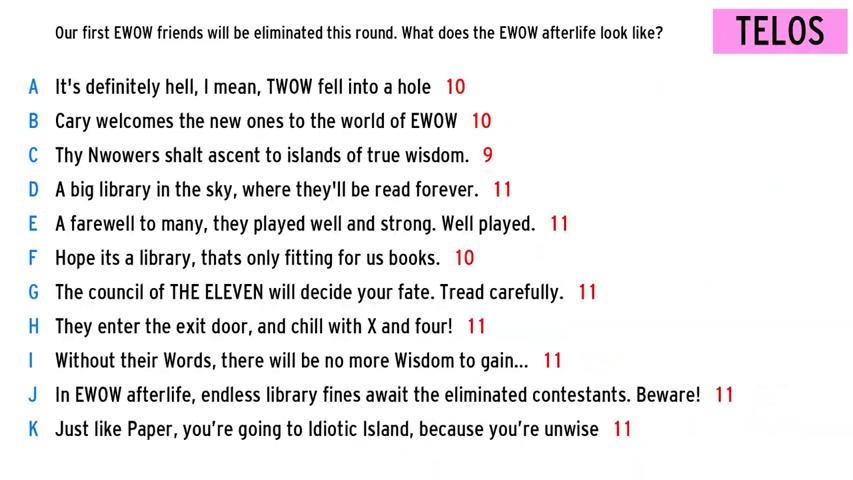 Our first EWOW friends will be eliminated this round. What does the EWOW afterlife look like?
TELOS
A It's definitely hell, I mean, TWOW fell into a hole 10
B Cary welcomes the new ones to the world of EWOW 10
C Thy Nwowers shalt ascent to islands of true wisdom. 9
D A big library in the sky, where they'll be read forever. 11
E A farewell to many, they played well and strong. Well played. 11
F Hope its a library, thats only fitting for us books. 10
G The council of THE ELEVEN will decide your fate. Tread carefully. 11
H They enter the exit door, and chill with X and four! 11
I Without their Words, there will be no more Wisdom to gain... 11
J In EWOW afterlife, endless library fines await the eliminated contestants. Beware! 11
K Just like Paper, you’re going to Idiotic Island, because you’re unwise 11